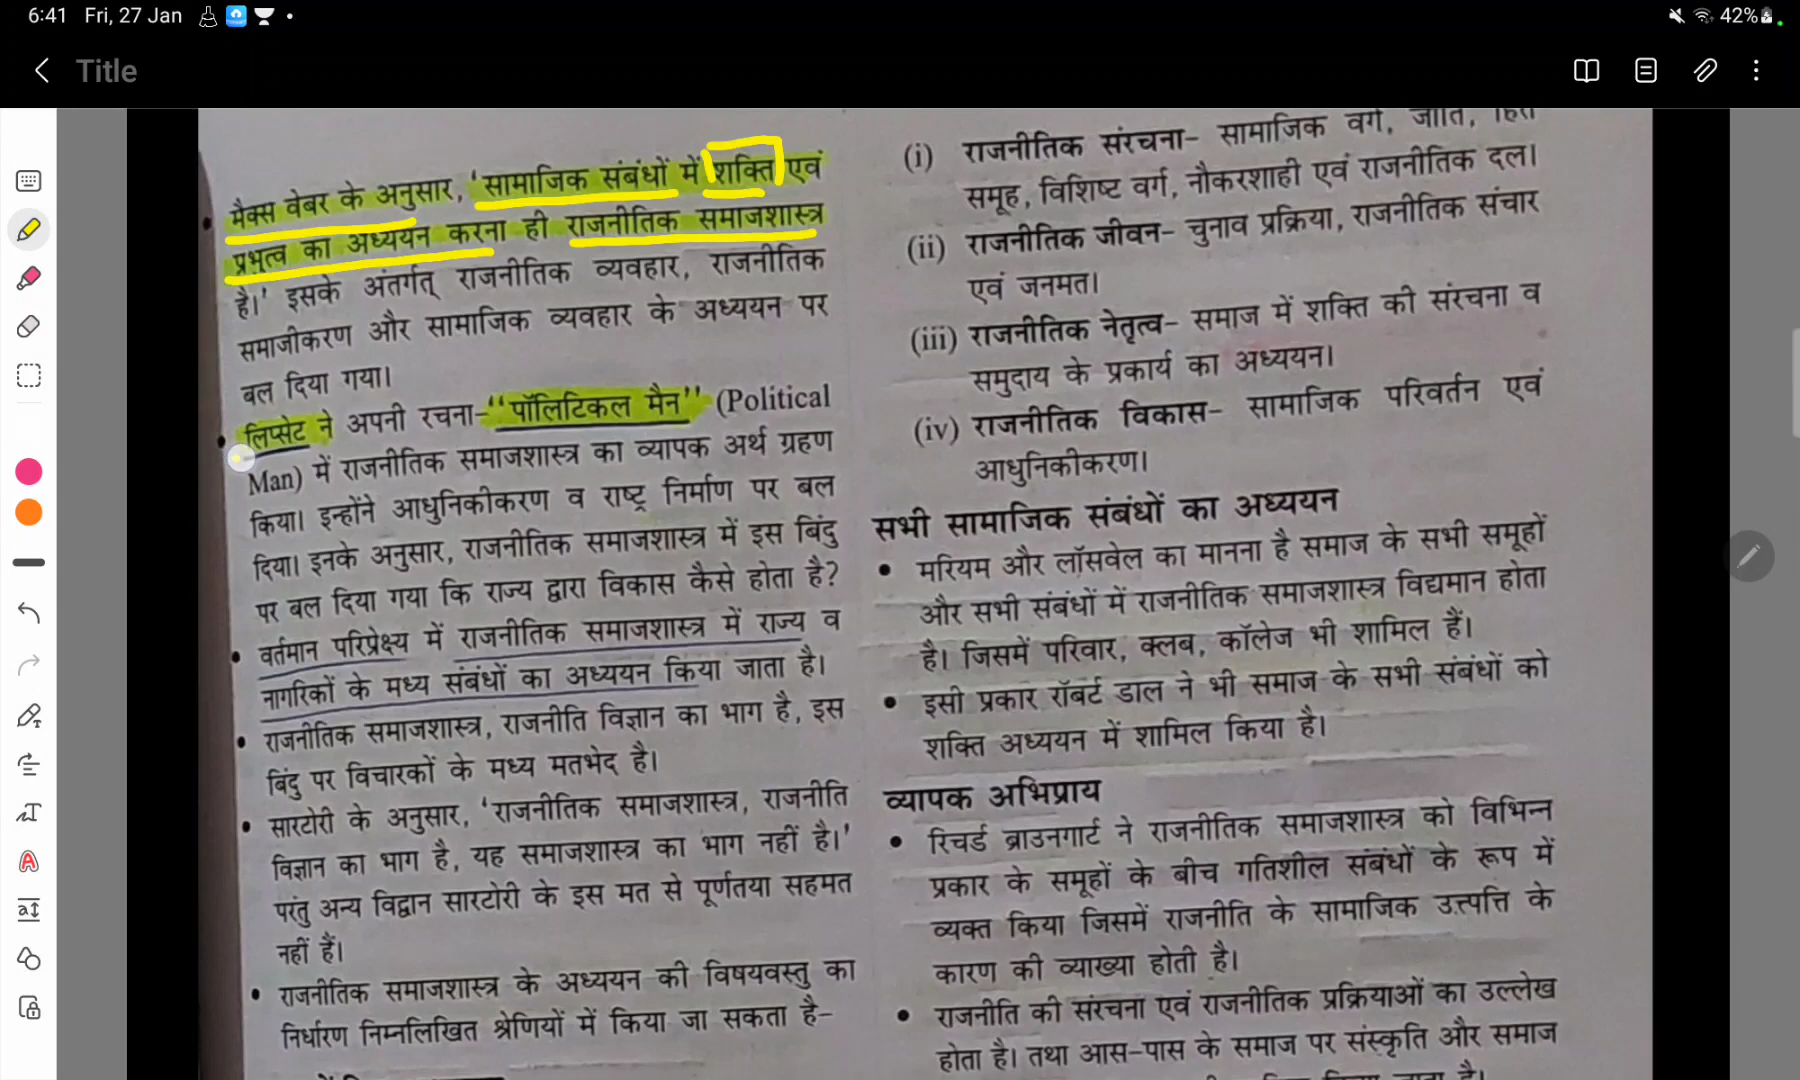 6:41 Fri, 27 Jan
42%
Title
मैक्स वेबर के अनुसार, 'सामाजिक संबंधों में शक्ति एवं
प्रभुत्व का अध्ययन करना ही राजनीतिक समाजशास्त्र
है।' इसके अंतर्गत् राजनीतिक व्यवहार, राजनीतिक
समाजीकरण और सामाजिक व्यवहार के अध्ययन पर
बल दिया गया।
लिप्सेट ने अपनी रचना-''पॉलिटिकल मैन'' (Political
Man) में राजनीतिक समाजशास्त्र का व्यापक अर्थ ग्रहण
किया। इन्होंने आधुनिकीकरण व राष्ट्र निर्माण पर बल
दिया। इनके अनुसार, राजनीतिक समाजशास्त्र में इस बिंदु
पर बल दिया गया कि राज्य द्वारा विकास कैसे होता है?
वर्तमान परिप्रेक्ष्य में राजनीतिक समाजशास्त्र में राज्य व
नागरिकों के मध्य संबंधों का अध्ययन किया जाता है।
राजनीतिक समाजशास्त्र, राजनीति विज्ञान का भाग है, इस
बिंदु पर विचारकों के मध्य मतभेद है।
सारटोरी के अनुसार, 'राजनीतिक समाजशास्त्र, राजनीति
विज्ञान का भाग है, यह समाजशास्त्र का भाग नहीं है।'
परंतु अन्य विद्वान सारटोरी के इस मत से पूर्णतया सहमत
नहीं हैं।
राजनीतिक समाजशास्त्र के अध्ययन की विषयवस्तु का
निर्धारण निम्नलिखित श्रेणियों में किया जा सकता है-
(i) राजनीतिक संरचना- सामाजिक वर्ग, जाति, हित
समूह, विशिष्ट वर्ग, नौकरशाही एवं राजनीतिक दल।
(ii) राजनीतिक जीवन- चुनाव प्रक्रिया, राजनीतिक संचार
एवं जनमत।
(iii) राजनीतिक नेतृत्व- समाज में शक्ति की संरचना व
समुदाय के प्रकार्य का अध्ययन।
(iv) राजनीतिक विकास- सामाजिक परिवर्तन एवं
आधुनिकीकरण।
सभी सामाजिक संबंधों का अध्ययन
मरियम और लॉसवेल का मानना है समाज के सभी समूहों
और सभी संबंधों में राजनीतिक समाजशास्त्र विद्यमान होता
है। जिसमें परिवार, क्लब, कॉलेज भी शामिल हैं।
इसी प्रकार रॉबर्ट डाल ने भी समाज के सभी संबंधों को
शक्ति अध्ययन में शामिल किया है।
व्यापक अभिप्राय
रिचर्ड ब्राउनगार्ट ने राजनीतिक समाजशास्त्र को विभिन्न
प्रकार के समूहों के बीच गतिशील संबंधों के रूप में
व्यक्त किया जिसमें राजनीति के सामाजिक उत्त्पत्ति के
कारण की व्याख्या होती है।
राजनीति की संरचना एवं राजनीतिक प्रक्रियाओं का उल्लेख
होता है। तथा आस-पास के समाज पर संस्कृति और समाज